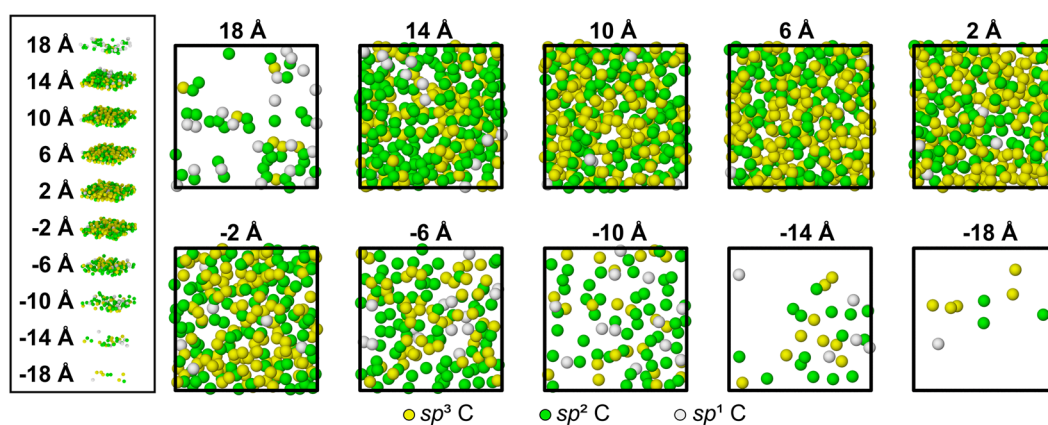 18 Å
14 Å
10 Å
6 Å
2 Å
-2 Å
-6 Å
-10 Å
-14 Å
-18 Å
18 Å 14 Å 10 Å 6 Å 2 Å
-2 Å -6 Å -10 Å -14 Å -18 Å
sp³ C sp² C sp¹ C